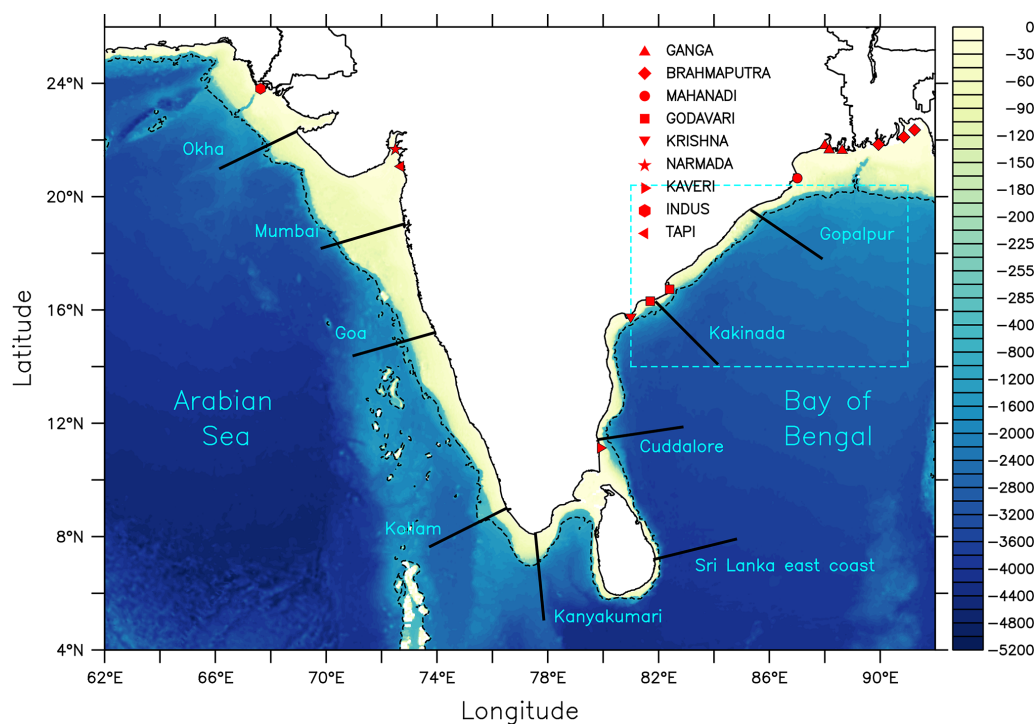 24°N
20°N
16°N
12°N
8°N
4°N
Latitude
62°E
66°E
70°E
74°E
78°E
82°E
86°E
90°E
Longitude
GANGA
BRAHMAPUTRA
MAHANADI
GODAVARI
KRISHNA
NARMADA
KAVERI
INDUS
TAPI
Okha
Mumbai
Goa
Kollam
Kanyakumari
Gopalpur
Kakinada
Cuddalore
Sri Lanka east coast
Arabian
Sea
Bay of
Bengal
0
−30
−60
−90
−120
−150
−180
−200
−225
−285
−400
−800
−1200
−1600
−2000
−2400
−2800
−3200
−3600
−4000
−4400
−4800
−5200